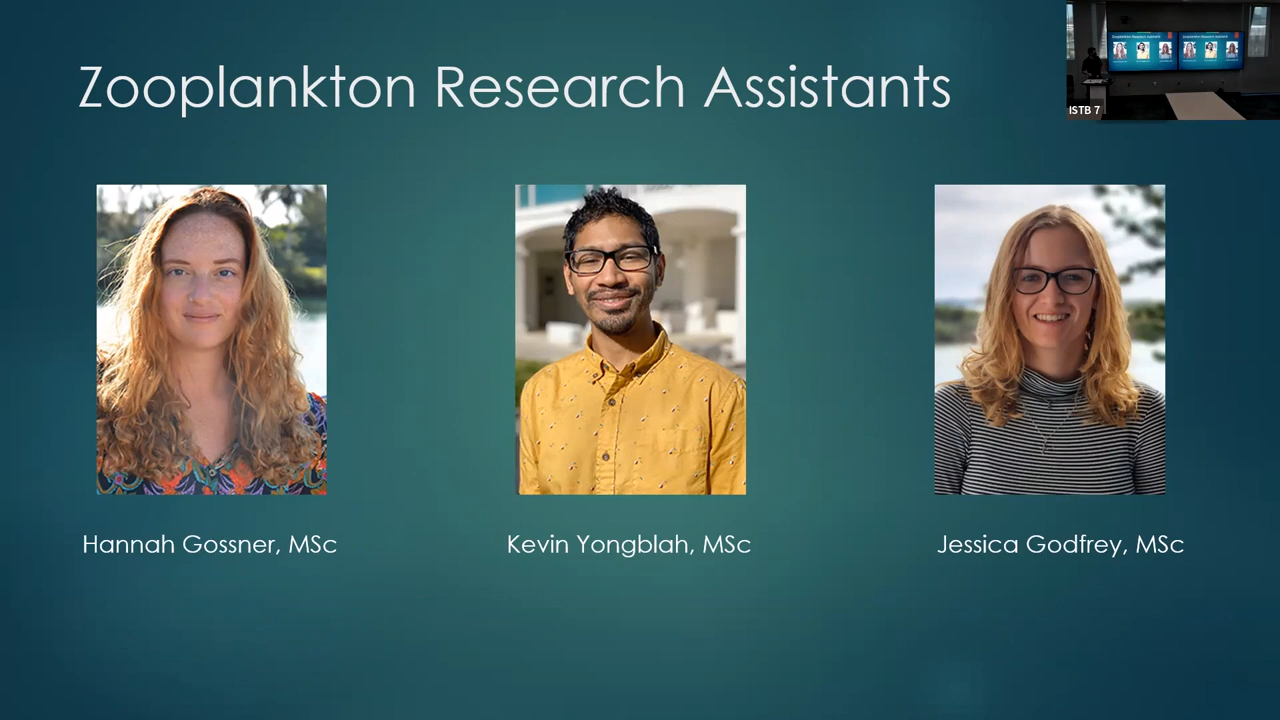 Zooplankton Research Assistants
ISTB 7
Hannah Gossner, MSc
Kevin Yongblah, MSc
Jessica Godfrey, MSc